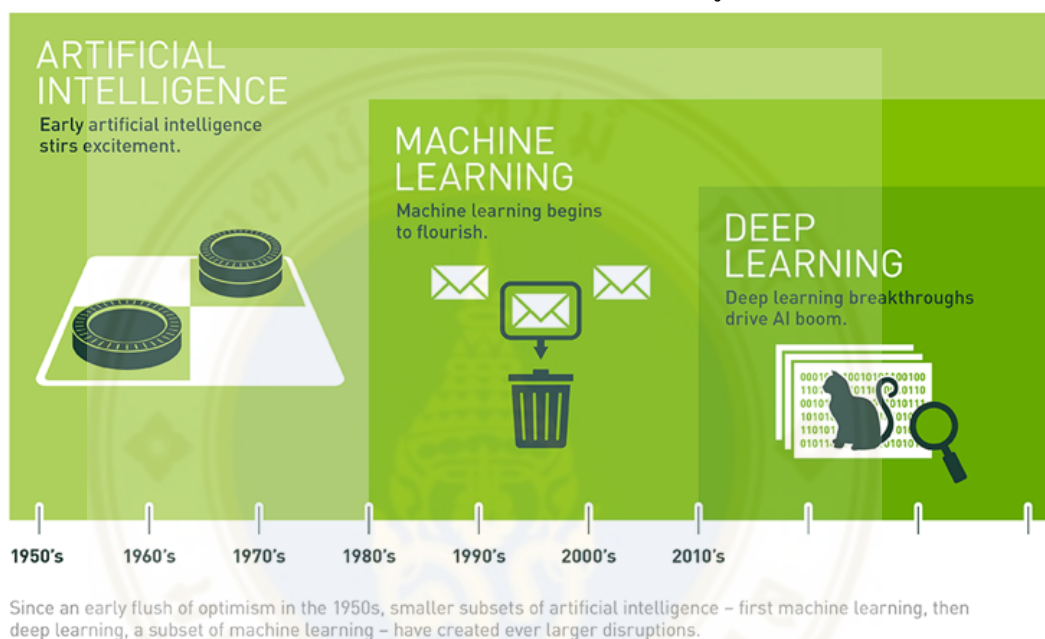 ARTIFICIAL
INTELLIGENCE
Early artificial intelligence
stirs excitement.
MACHINE
LEARNING
Machine learning begins
to flourish.
DEEP
LEARNING
Deep learning breakthroughs
drive AI boom.
1950's 1960's 1970's 1980's 1990's 2000's 2010's
Since an early flush of optimism in the 1950s, smaller subsets of artificial intelligence – first machine learning, then
deep learning, a subset of machine learning – have created ever larger disruptions.